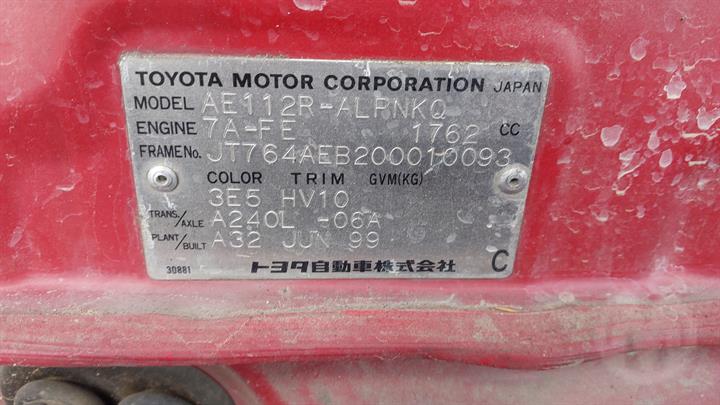 TOYOTA MOTOR CORPORATION JAPAN
MODEL AE112R-ALPNKQ
ENGINE 7A-FE 1762 CC
FRAME No. JT764AEB200010093
COLOR TRIM GVM(KG)
3E5 HV10
TRANS./AXLE A240L -06A
PLANT/BUILT A32 JUN 99
30881 トヨタ自動車株式会社 C